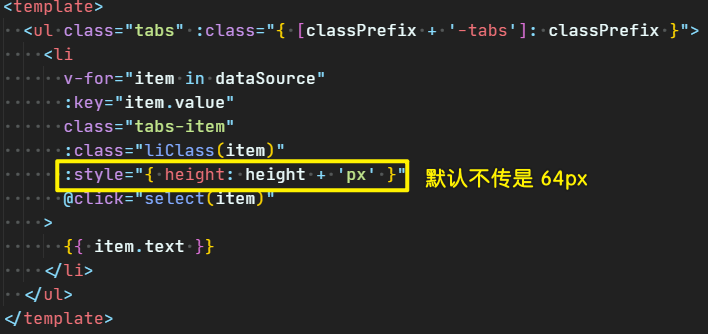 <template>
  <ul class="tabs" :class="{ [classPrefix + '-tabs']: classPrefix }">
    <li
      v-for="item in dataSource"
      :key="item.value"
      class="tabs-item"
      :class="liClass(item)"
      :style="{ height: height + 'px' }" 默认不传是 64px
      @click="select(item)"
    >
      {{ item.text }}
    </li>
  </ul>
</template>